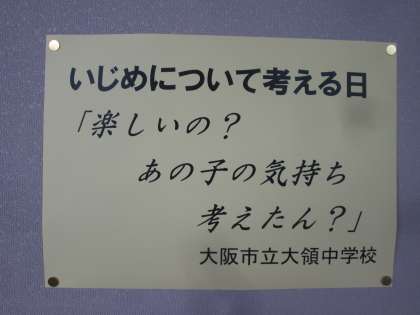 いじめについて考える日
「楽しいの？
あの子の気持ち
考えたん？」
大阪市立大領中学校